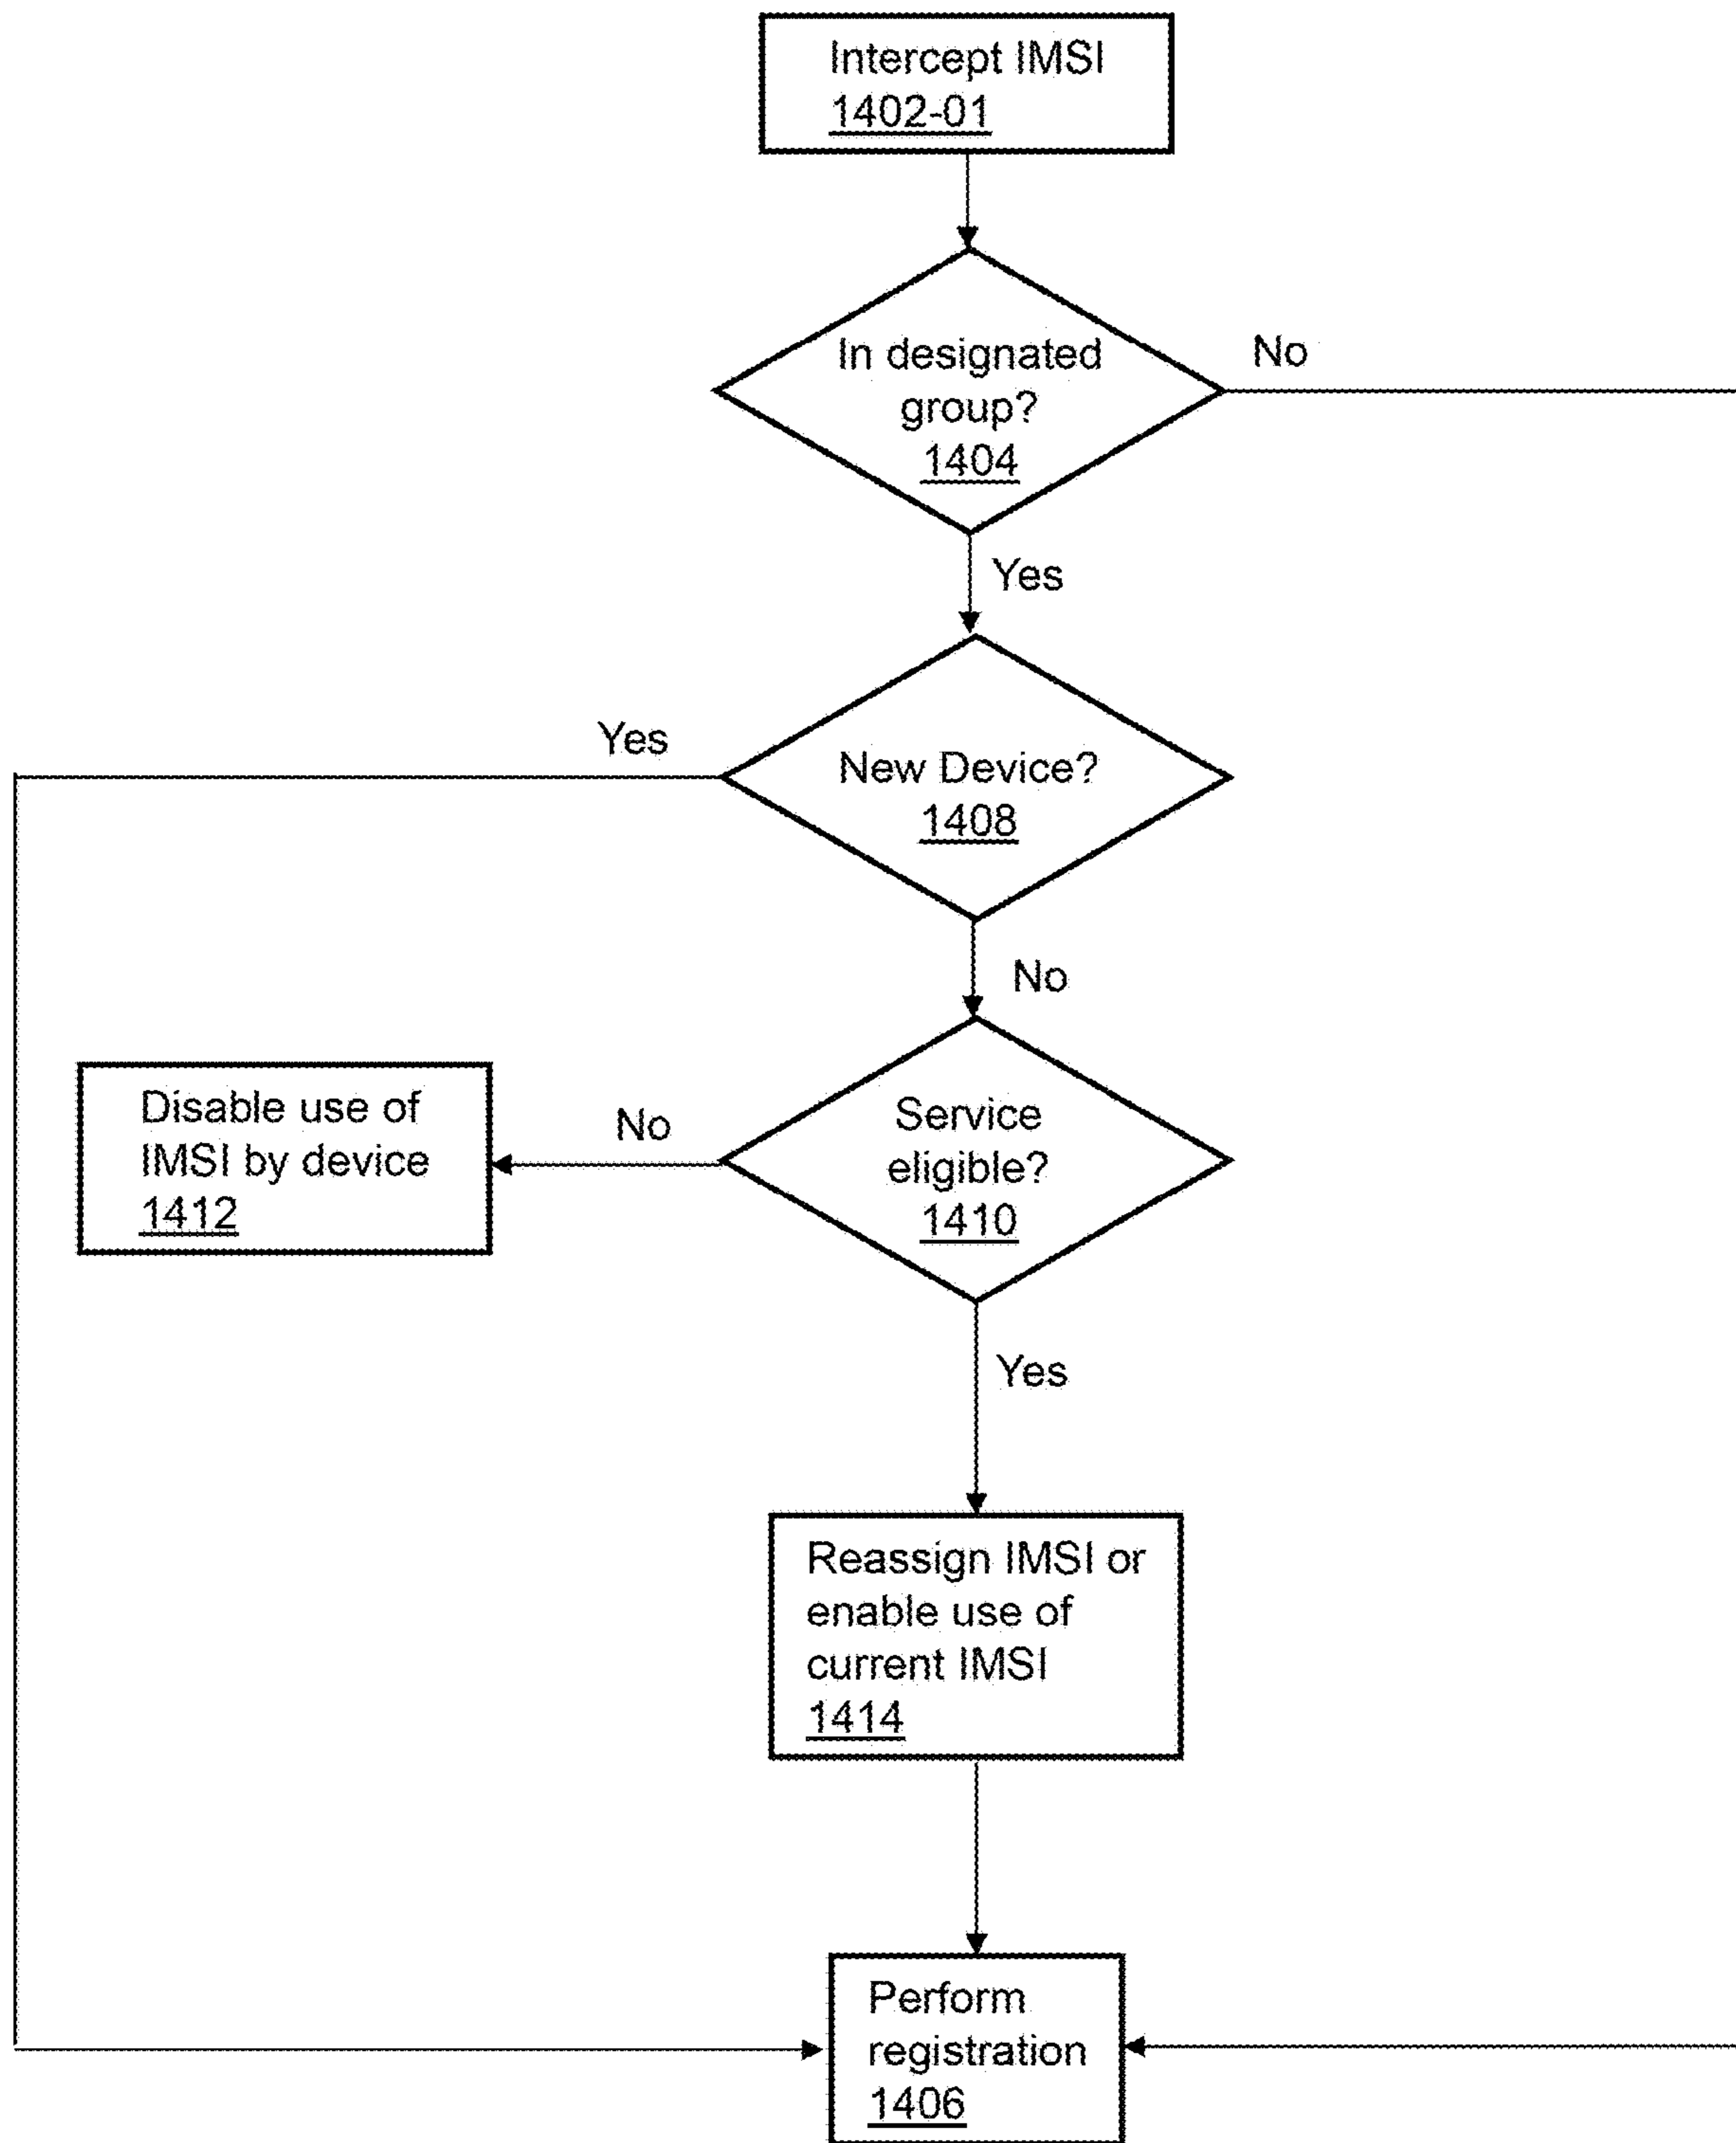 Intercept IMSI
1402-01
In designated
group?
1404
No
Yes
New Device?
1408
Yes
No
Service
eligible?
1410
No
Disable use of
IMSI by device
1412
Yes
Reassign IMSI or
enable use of
current IMSI
1414
Perform
registration
1406